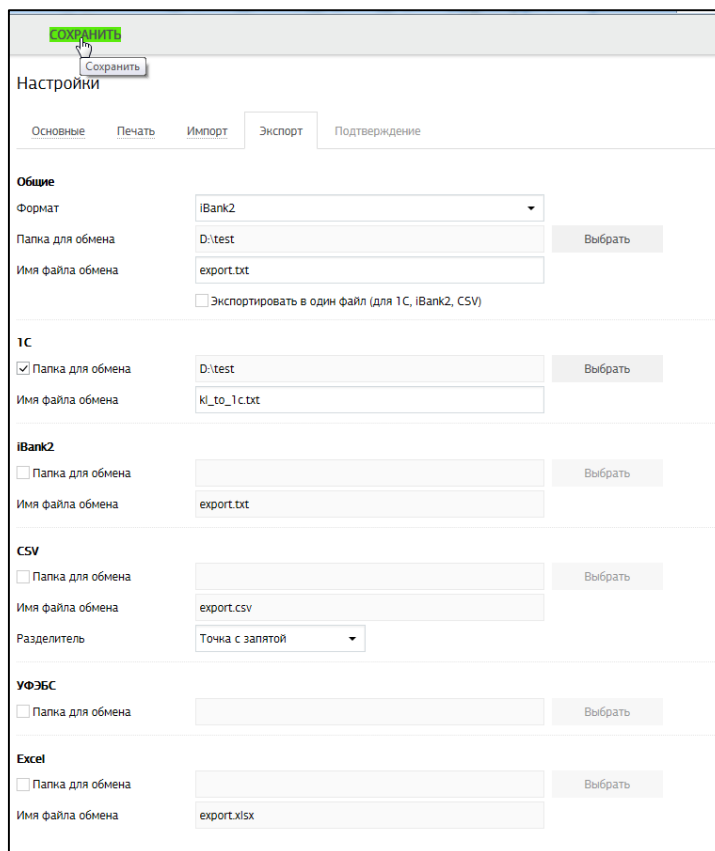 СОХРАНИТЬ
Сохранить
Настройки
Основные Печать Импорт Экспорт Подтверждение
Общие
Формат iBank2
Папка для обмена D:\test Выбрать
Имя файла обмена export.txt
Экспортировать в один файл (для 1C, iBank2, CSV)
1C
Папка для обмена D:\test Выбрать
Имя файла обмена kl_to_1c.txt
iBank2
Папка для обмена Выбрать
Имя файла обмена export.txt
CSV
Папка для обмена Выбрать
Имя файла обмена export.csv
Разделитель Точка с запятой
УФЭБС
Папка для обмена Выбрать
Excel
Папка для обмена Выбрать
Имя файла обмена export.xlsx